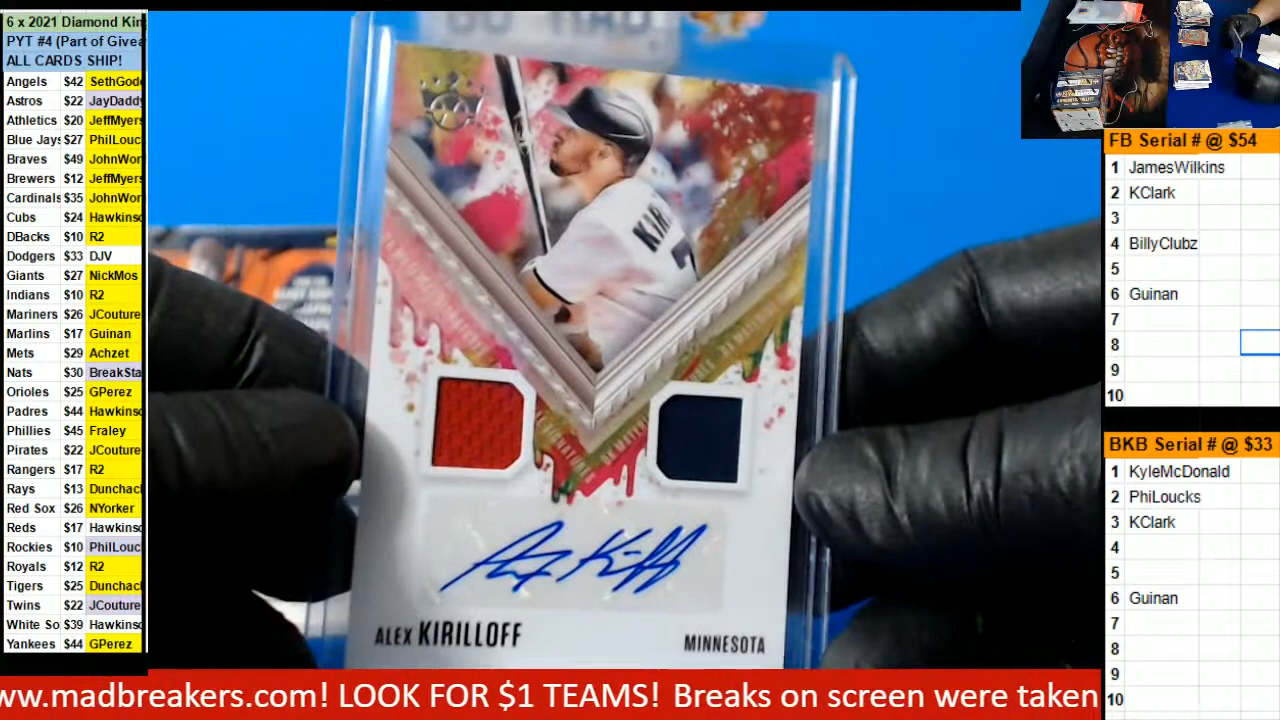 6 x 2021 Diamond Kin
PYT #4 (Part of Givea
ALL CARDS SHIP!
Angels $42 SethGod
Astros $22 JayDaddy
Athletics $20 JeffMyers
Blue Jays $27 PhilLouc
Braves $49 JohnWor
Brewers $12 JeffMyers
Cardinals $35 JohnWor
Cubs $24 Hawkins
DBacks $10 R2
Dodgers $33 DJV
Giants $27 NickMos
Indians $10 R2
Mariners $26 JCouture
Marlins $17 Guinan
Mets $29 Achzet
Nats $30 BreakSta
Orioles $25 GPerez
Padres $44 Hawkins
Phillies $45 Fraley
Pirates $22 JCouture
Rangers $17 R2
Rays $13 Dunchac
Red Sox $26 NYorker
Reds $17 Hawkins
Rockies $10 PhilLouc
Royals $12 R2
Tigers $25 Dunchac
Twins $22 JCouture
White So $39 Hawkins
Yankees $44 GPerez
KIRI
7
ALEX KIRILLOFF
MINNESOTA
FB Serial # @ $54
1 JamesWilkins
2 KClark
3
4 BillyClubz
5
6 Guinan
7
8
9
10
BKB Serial # @ $33
1 KyleMcDonald
2 PhiLoucks
3 KClark
4
5
6 Guinan
7
8
9
10
www.madbreakers.com! LOOK FOR $1 TEAMS! Breaks on screen were taken